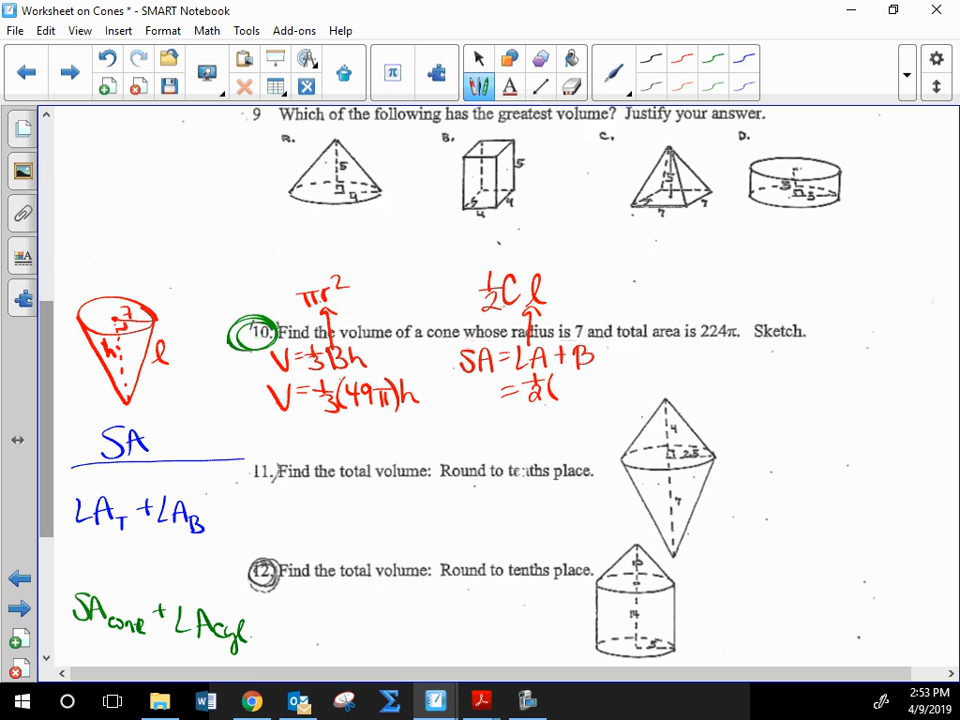 Worksheet on Cones * - SMART Notebook
File Edit View Insert Format Math Tools Add-ons Help
9 Which of the following has the greatest volume? Justify your answer.
A. B. C. D.
5
4
5
5
4
4
5
7
7
3
3
πr² ½Cl
7
h
l
10. Find the volume of a cone whose radius is 7 and total area is 224π. Sketch.
V=⅓Bh SA=LA+B
V=⅓(49π)h =½(
SA
4
11. Find the total volume: Round to tenths place.
7
LA_T + LA_B
12. Find the total volume: Round to tenths place.
14
5
SA cone + LA cyl
2:53 PM
4/9/2019